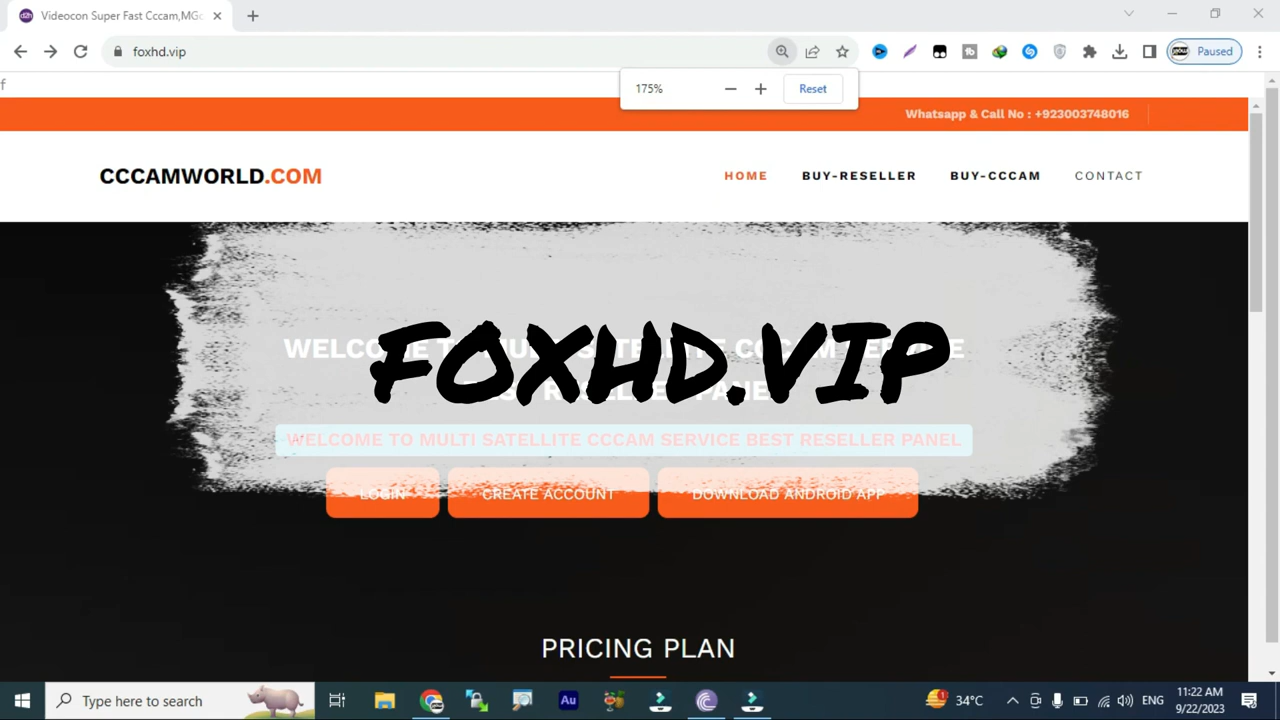 Videocon Super Fast Cccam,MGc
foxhd.vip
Paused
f
175%
Reset
Whatsapp & Call No : +923003748016
CCCAMWORLD.COM
HOME
BUY-RESELLER
BUY-CCCAM
CONTACT
FOXHD.VIP
WELCOME TO MULTI SATELLITE CCCAM SERVICE
BEST RESELLER PANEL
WELCOME TO MULTI SATELLITE CCCAM SERVICE BEST RESELLER PANEL
LOGIN
CREATE ACCOUNT
DOWNLOAD ANDROID APP
PRICING PLAN
Type here to search
Au
34°C
ENG
11:22 AM
9/22/2023